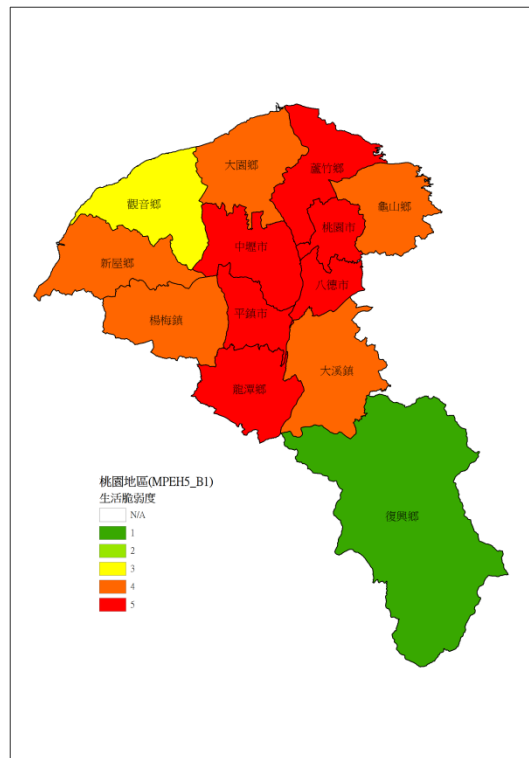 大園鄉
蘆竹鄉
觀音鄉
龜山鄉
桃園市
中壢市
新屋鄉
八德市
楊梅鎮
平鎮市
大溪鎮
龍潭鄉
復興鄉
桃園地區(MPEH5_B1)
生活脆弱度
N/A
1
2
3
4
5